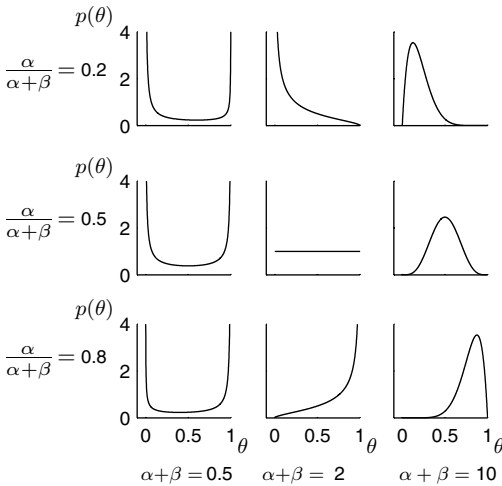 p(θ)
4
α/(α+β) = 0.2
2
0
p(θ)
4
α/(α+β) = 0.5
2
0
p(θ)
4
α/(α+β) = 0.8
2
0
0 0.5 1 θ 0 0.5 1 θ 0 0.5 1 θ
α+β = 0.5 α+β = 2 α + β = 10